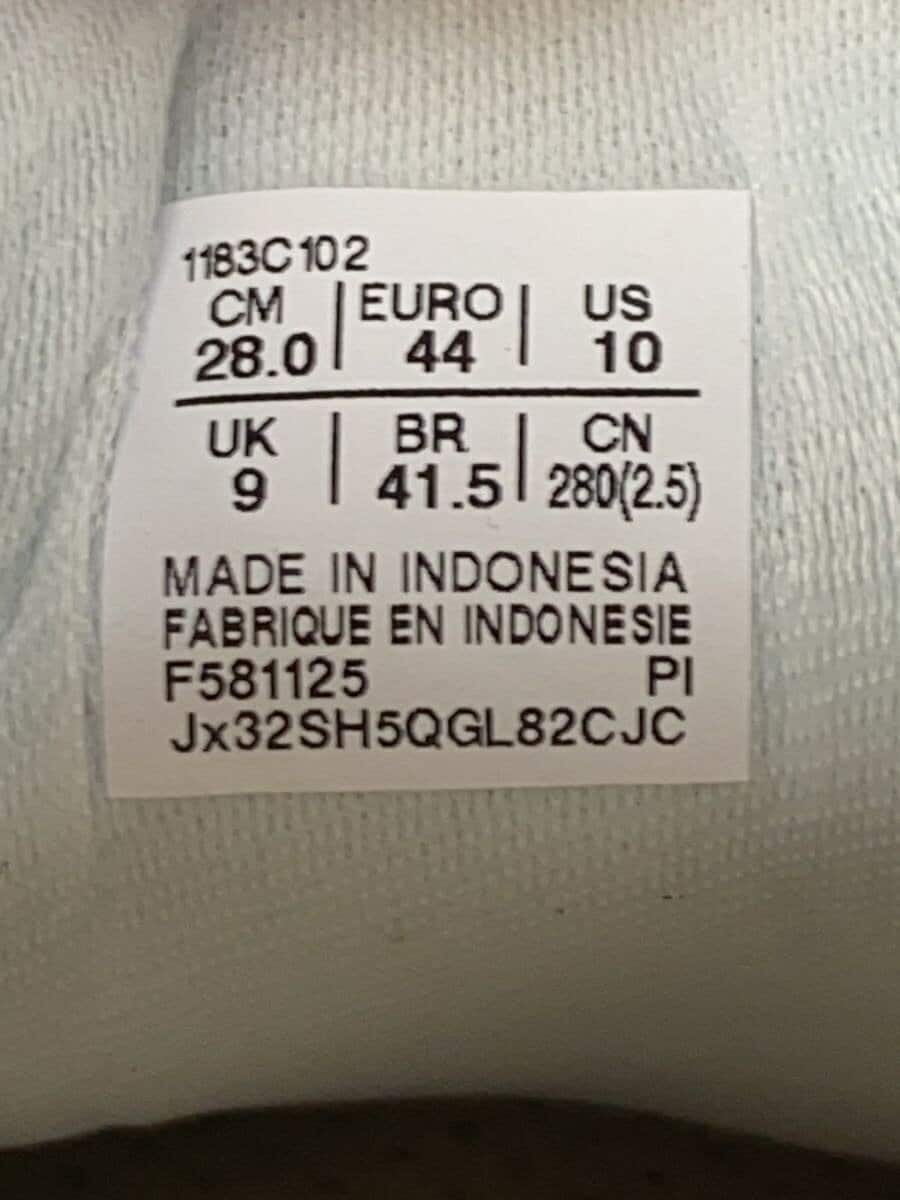 1183C102
CM | EURO | US
28.0 | 44 | 10
UK | BR | CN
9 | 41.5 | 280(2.5)
MADE IN INDONESIA
FABRIQUE EN INDONESIE
F581125 PI
Jx32SH5QGL82CJC